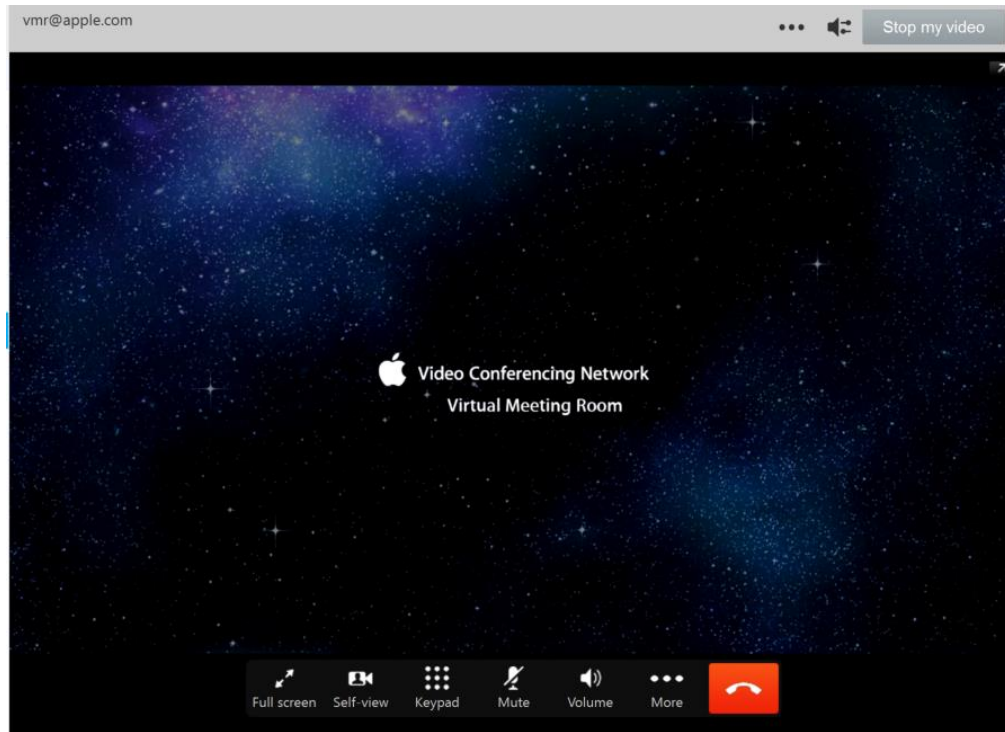 vmr@apple.com
Stop my video
Video Conferencing Network
Virtual Meeting Room
Full screen Self-view Keypad Mute Volume More